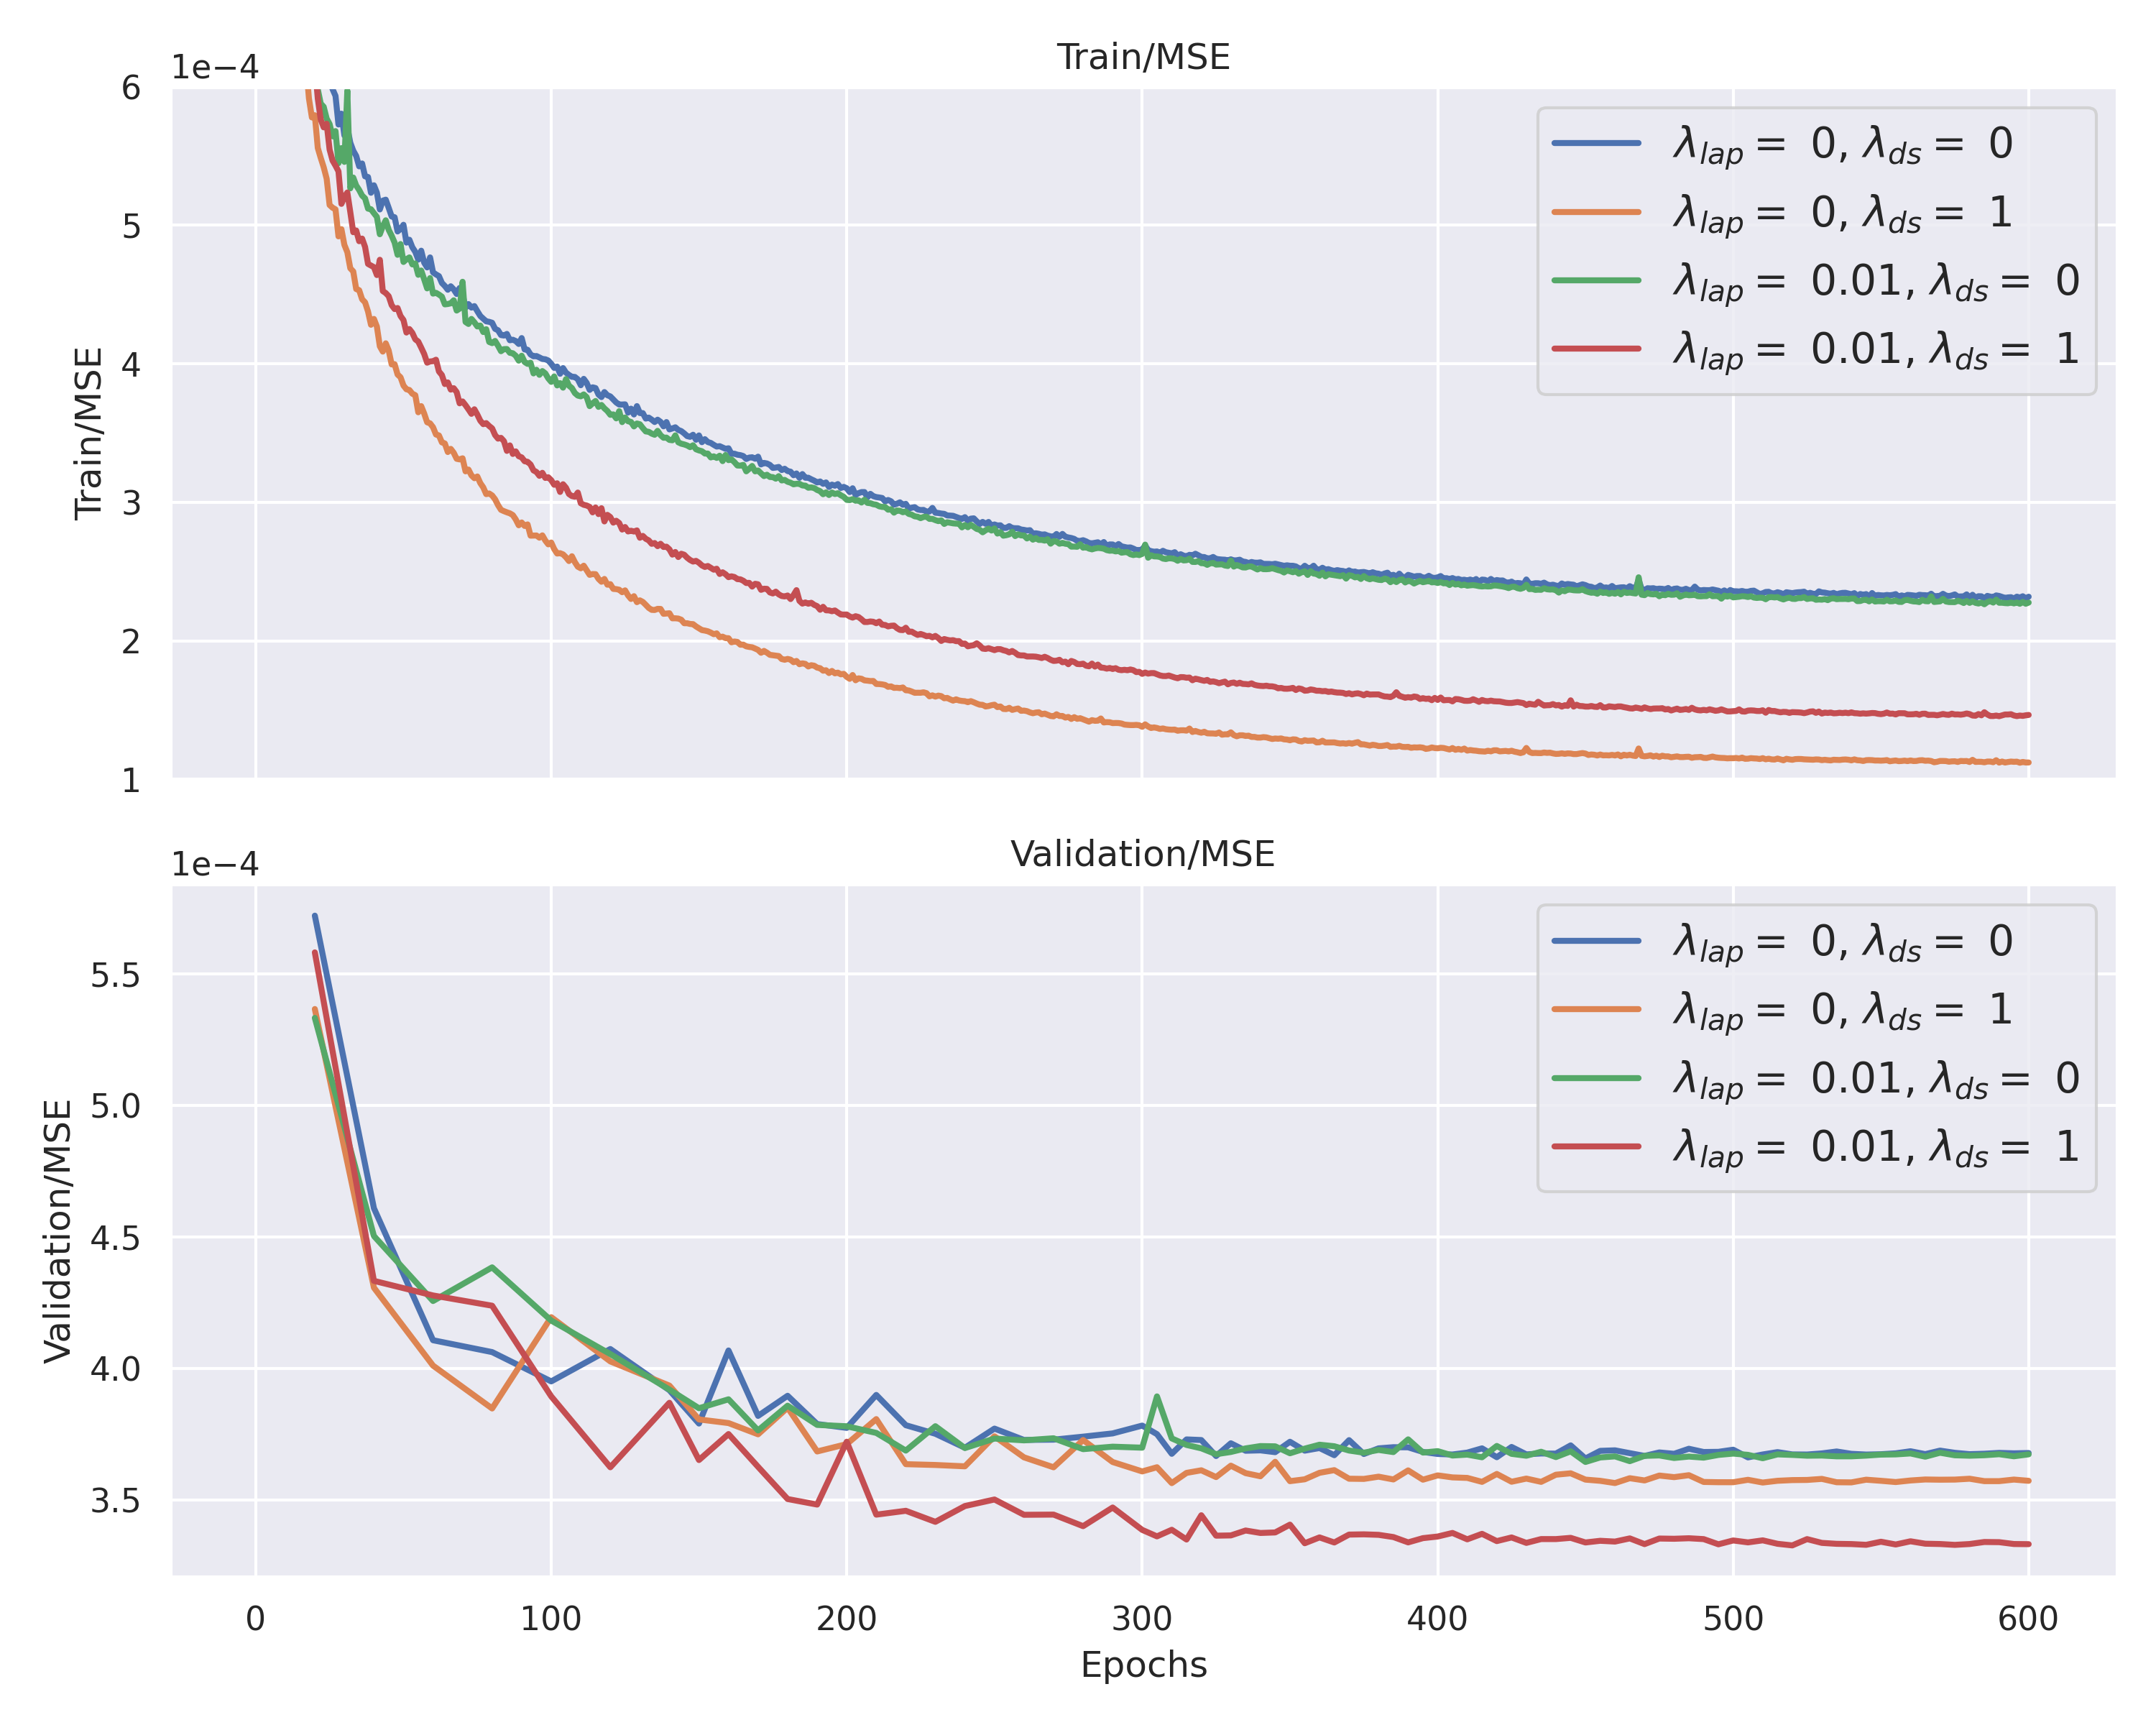 Train/MSE
1e−4
6
5
4
3
2
1
Train/MSE
λlap = 0, λds = 0
λlap = 0, λds = 1
λlap = 0.01, λds = 0
λlap = 0.01, λds = 1
Validation/MSE
1e−4
5.5
5.0
4.5
4.0
3.5
Validation/MSE
λlap = 0, λds = 0
λlap = 0, λds = 1
λlap = 0.01, λds = 0
λlap = 0.01, λds = 1
0 100 200 300 400 500 600
Epochs